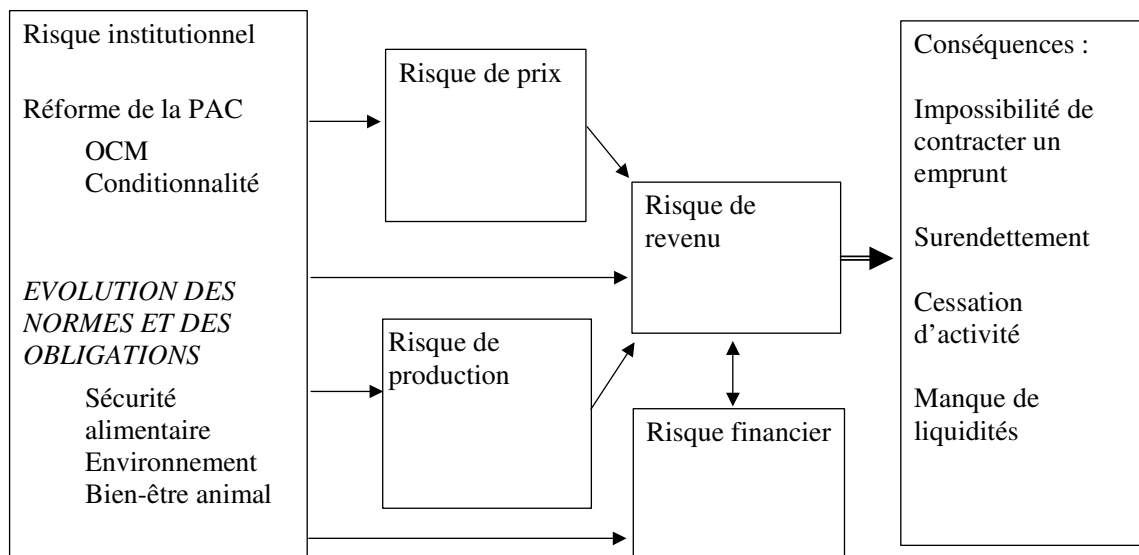 Risque institutionnel
Réforme de la PAC
OCM
Conditionnalité
EVOLUTION DES
NORMES ET DES
OBLIGATIONS
Sécurité
alimentaire
Environnement
Bien-être animal
Risque de prix
Risque de
production
Risque de
revenu
Risque financier
Conséquences :
Impossibilité de
contracter un
emprunt
Surendettement
Cessation
d’activité
Manque de
liquidités